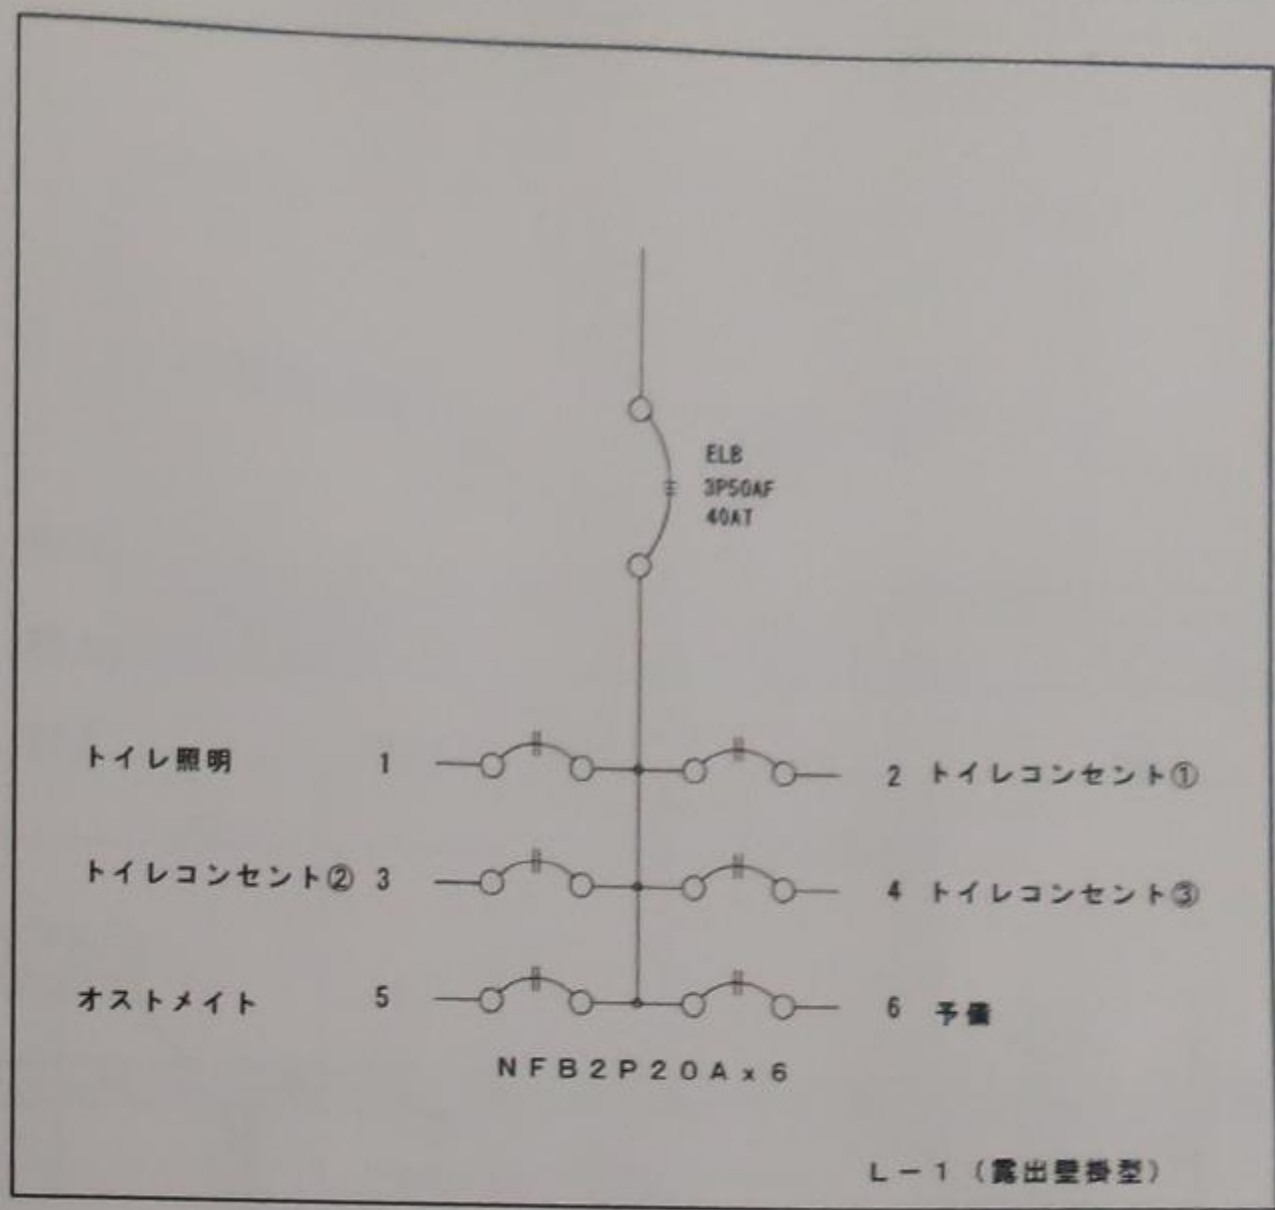 ELB
3P50AF
40AT
トイレ照明 1
2 トイレコンセント①
トイレコンセント② 3
4 トイレコンセント③
オストメイト 5
6 予備
NFB2P20A×6
L-1 (露出壁掛型)